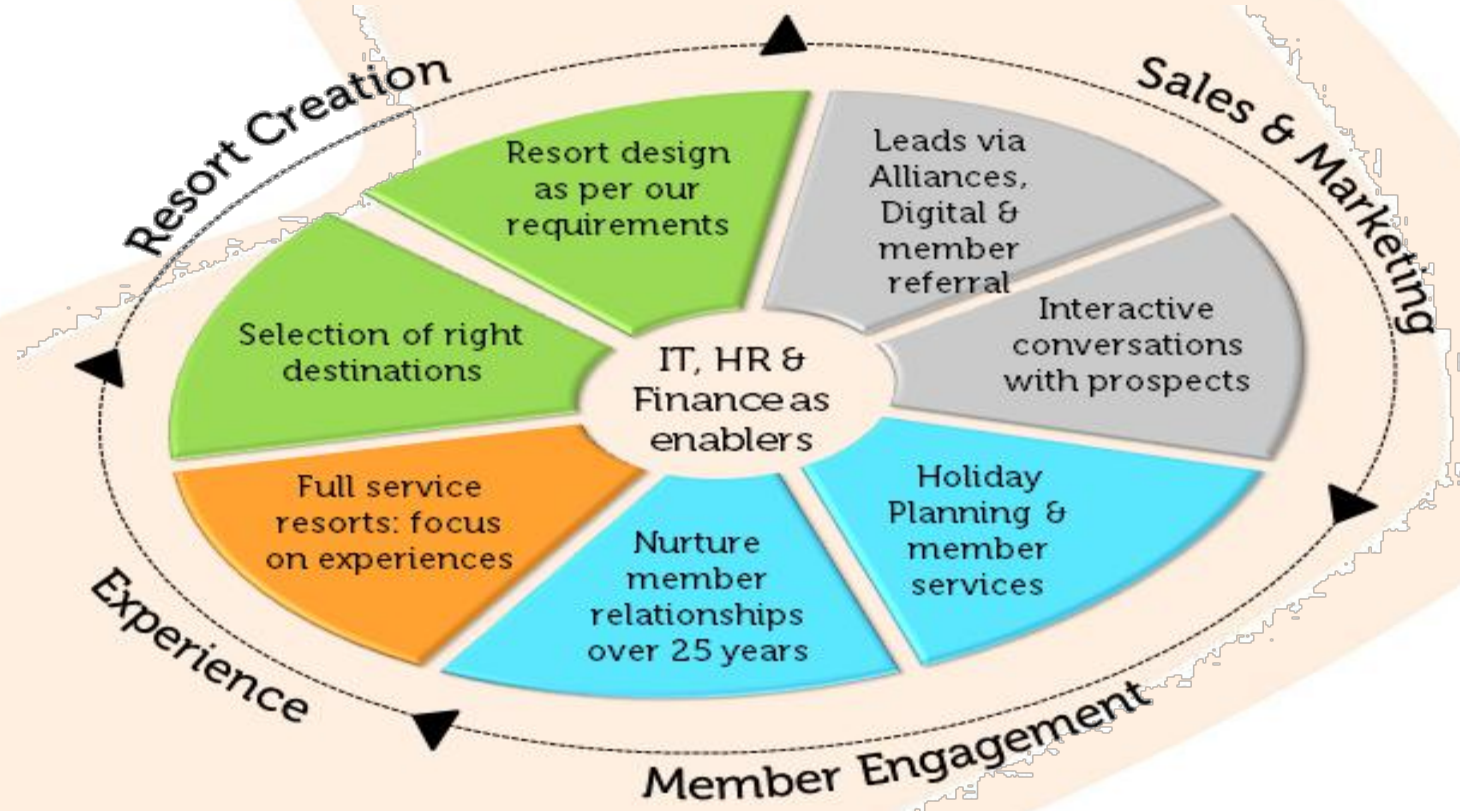 Resort Creation
Sales & Marketing
Resort design
as per our
requirements
Leads via
Alliances,
Digital &
member
referral
Selection of right
destinations
Interactive
conversations
with prospects
IT, HR &
Finance as
enablers
Full service
resorts: focus
on experiences
Nurture
member
relationships
over 25 years
Holiday
Planning &
member
services
Experience
Member Engagement